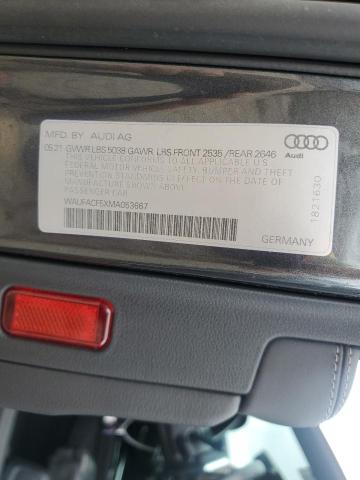 MFD. BY AUDI AG
05.21 GVWR LBS 5038 GAWR LBS FRONT 2535 /REAR 2646
THIS VEHICLE CONFORMS TO ALL APPLICABLE U.S
FEDERAL MOTOR VEHICLE SAFETY, BUMPER AND THEFT
PREVENTION STANDARDS IN EFFECT ON THE DATE OF
MANUFACTURE SHOWN ABOVE.
PASSENGER CAR
WAUFACF5XMA053667
GERMANY
Audi
1821630